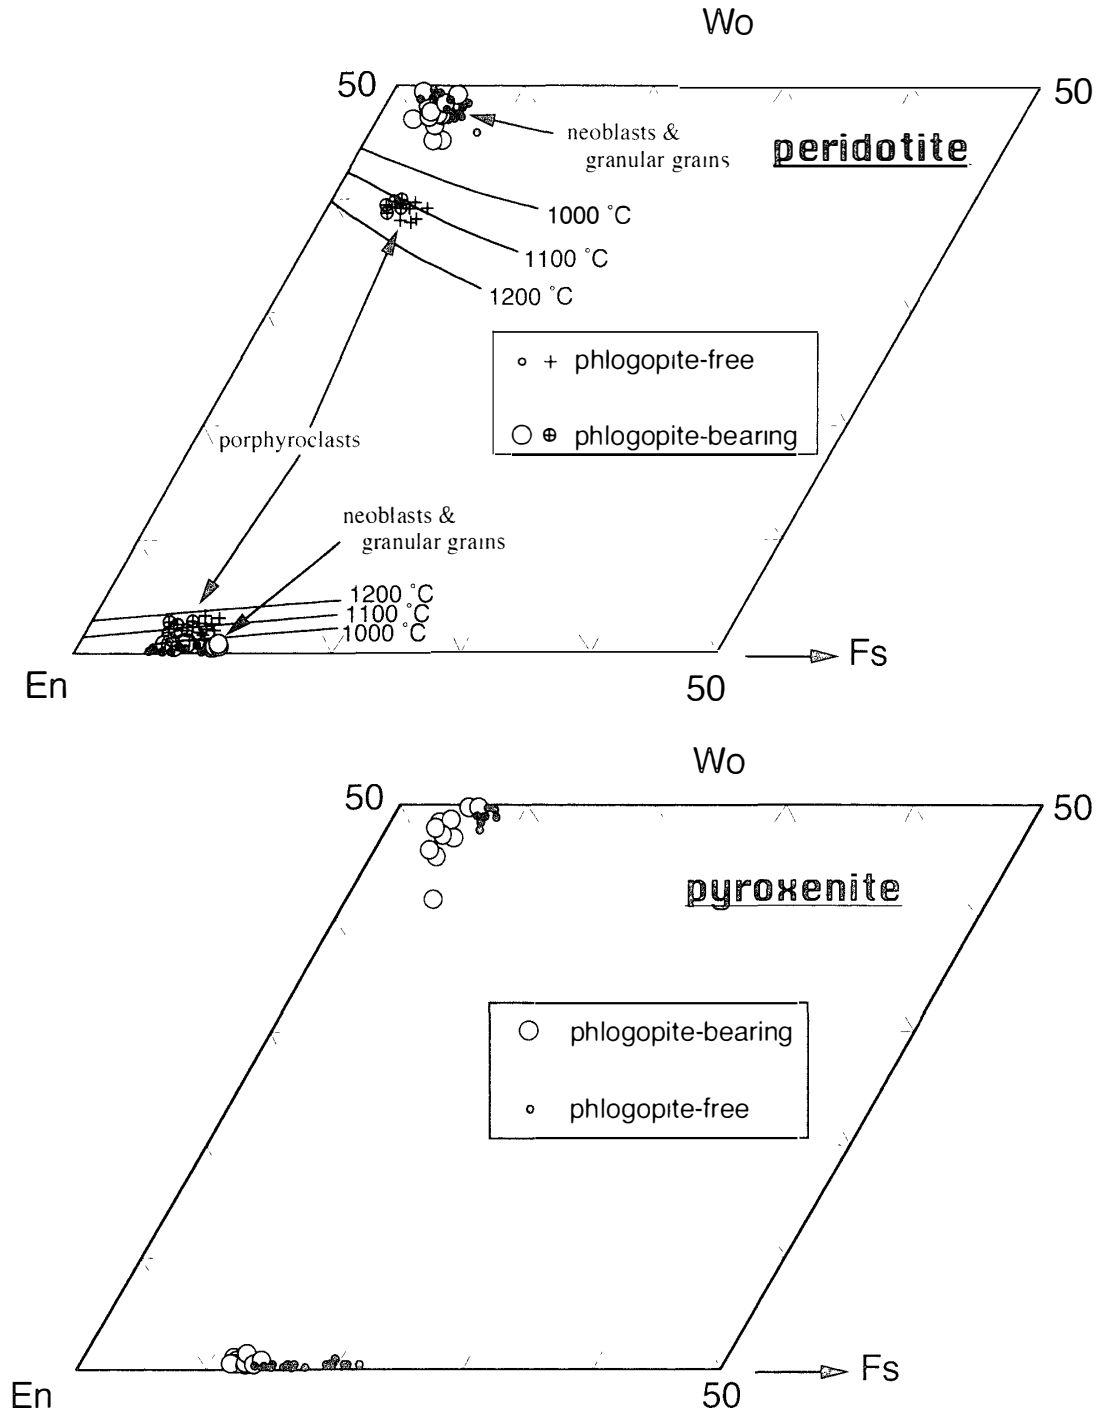 Wo
50
50
neoblasts &
granular grains
peridotite
1000 °C
1100 °C
1200 °C
phlogopite-free
phlogopite-bearing
porphyroclasts
neoblasts &
granular grains
1200 °C
1100 °C
1000 °C
En
50
Fs
Wo
50
50
pyroxenite
phlogopite-bearing
phlogopite-free
En
50
Fs